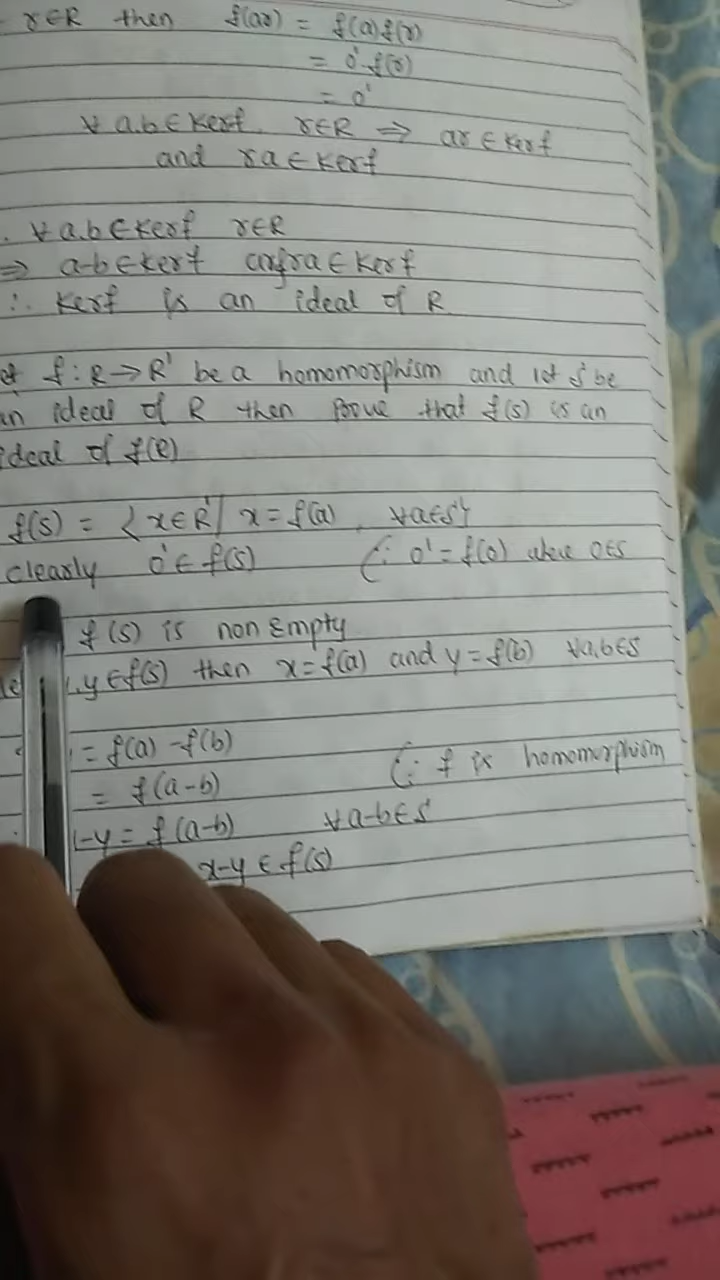 r∈R then f(ar) = f(a)f(r)
= 0'.f(r)
= 0'
∀ a,b ∈ Kerf, r∈R ⇒ ar ∈ Kerf
and ra ∈ Kerf
∀ a,b ∈ Kerf r∈R
⇒ a-b ∈ Kerf ra ∈ Kerf
∴ Kerf is an ideal of R
f : R → R' be a homomorphism and let S be
an ideal of R then prove that f(s) is an
ideal of f(R)
f(s) = {x∈R' / x = f(a), ∀a∈S}
clearly 0' ∈ f(s) (∵ 0' = f(0) where 0∈S
f(s) is non Empty
y ∈ f(s) then x = f(a) and y = f(b) ∀a,b∈S
= f(a) - f(b)
= f(a-b) (∵ f is homomorphism
-y = f(a-b) ∀a-b∈S
x-y ∈ f(s)